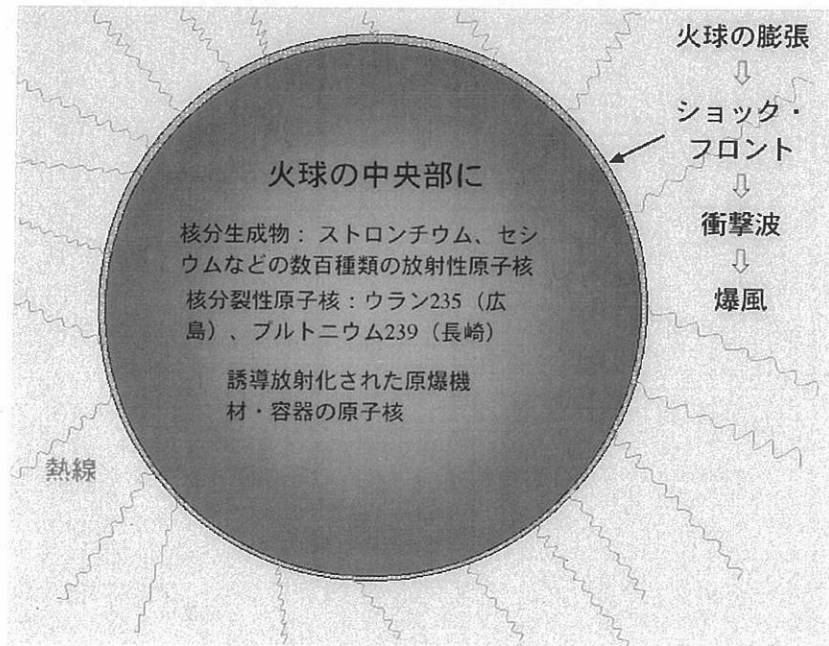 火球の膨張
⇩
ショック・
フロント
⇩
衝撃波
⇩
爆風
火球の中央部に
核分生成物： ストロンチウム、セシ
ウムなどの数百種類の放射性原子核
核分裂性原子核：ウラン235（広
島）、プルトニウム239（長崎）
誘導放射化された原爆機
材・容器の原子核
熱線